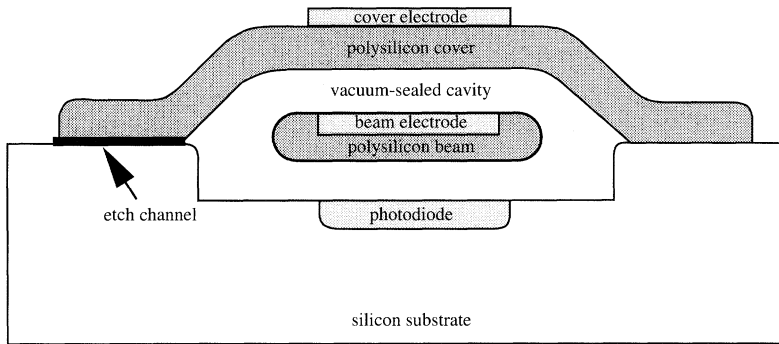 cover electrode
polysilicon cover
vacuum-sealed cavity
beam electrode
polysilicon beam
etch channel
photodiode
silicon substrate